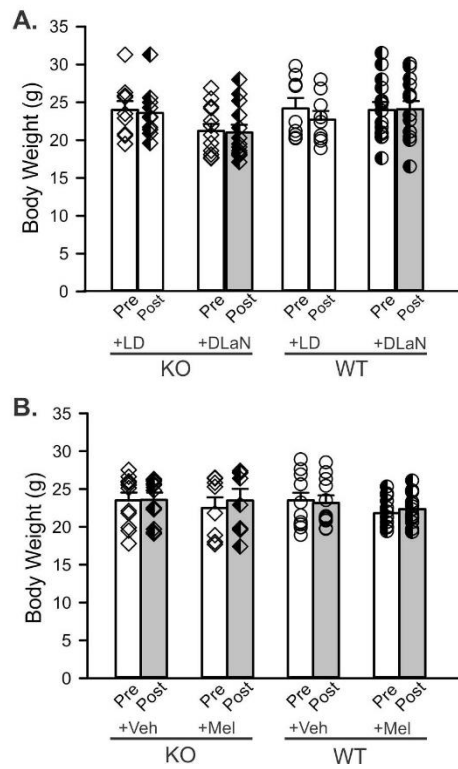 A.
Body Weight (g)
35
30
25
20
15
10
5
0
Pre Post Pre Post Pre Post Pre Post
+LD +DLaN +LD +DLaN
KO WT
B.
Body Weight (g)
35
30
25
20
15
10
5
0
Pre Post Pre Post Pre Post Pre Post
+Veh +Mel +Veh +Mel
KO WT